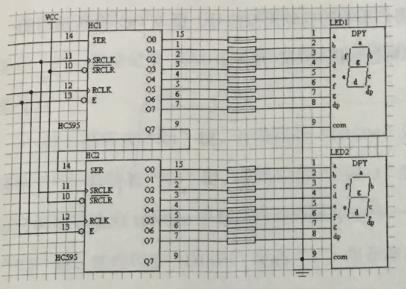 VCC
HC1
14 SER
11 SRCLK
10 SRCLR
12 RCLK
13 E
HC595
O0 15
O1 1
O2 2
O3 3
O4 4
O5 5
O6 6
O7 7
Q7 9
LED1
DPY
1 a
2 b
3 c
4 d
5 e
6 f
7 g
8 dp
9 com
a
f b
g
e c
d
dp
HC2
14 SER
11 SRCLK
10 SRCLR
12 RCLK
13 E
HC595
O0 15
O1 1
O2 2
O3 3
O4 4
O5 5
O6 6
O7 7
Q7 9
LED2
DPY
1 a
2 b
3 c
4 d
5 e
6 f
7 g
8 dp
9 com
a
f b
g
e c
d
dp